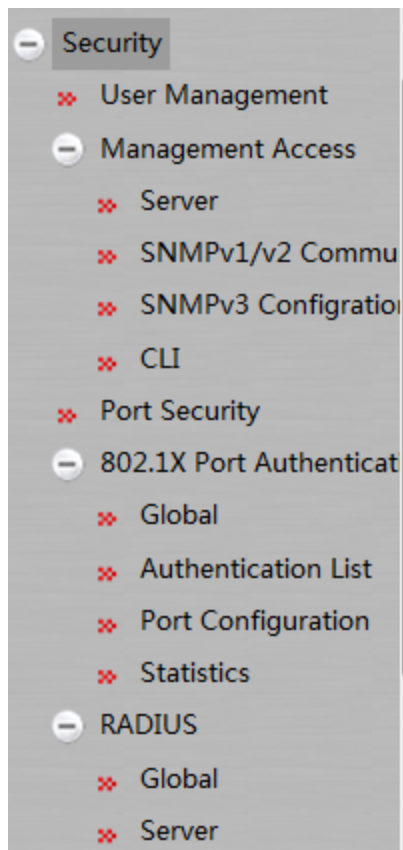 Security
User Management
Management Access
Server
SNMPv1/v2 Commu
SNMPv3 Configration
CLI
Port Security
802.1X Port Authenticat
Global
Authentication List
Port Configuration
Statistics
RADIUS
Global
Server